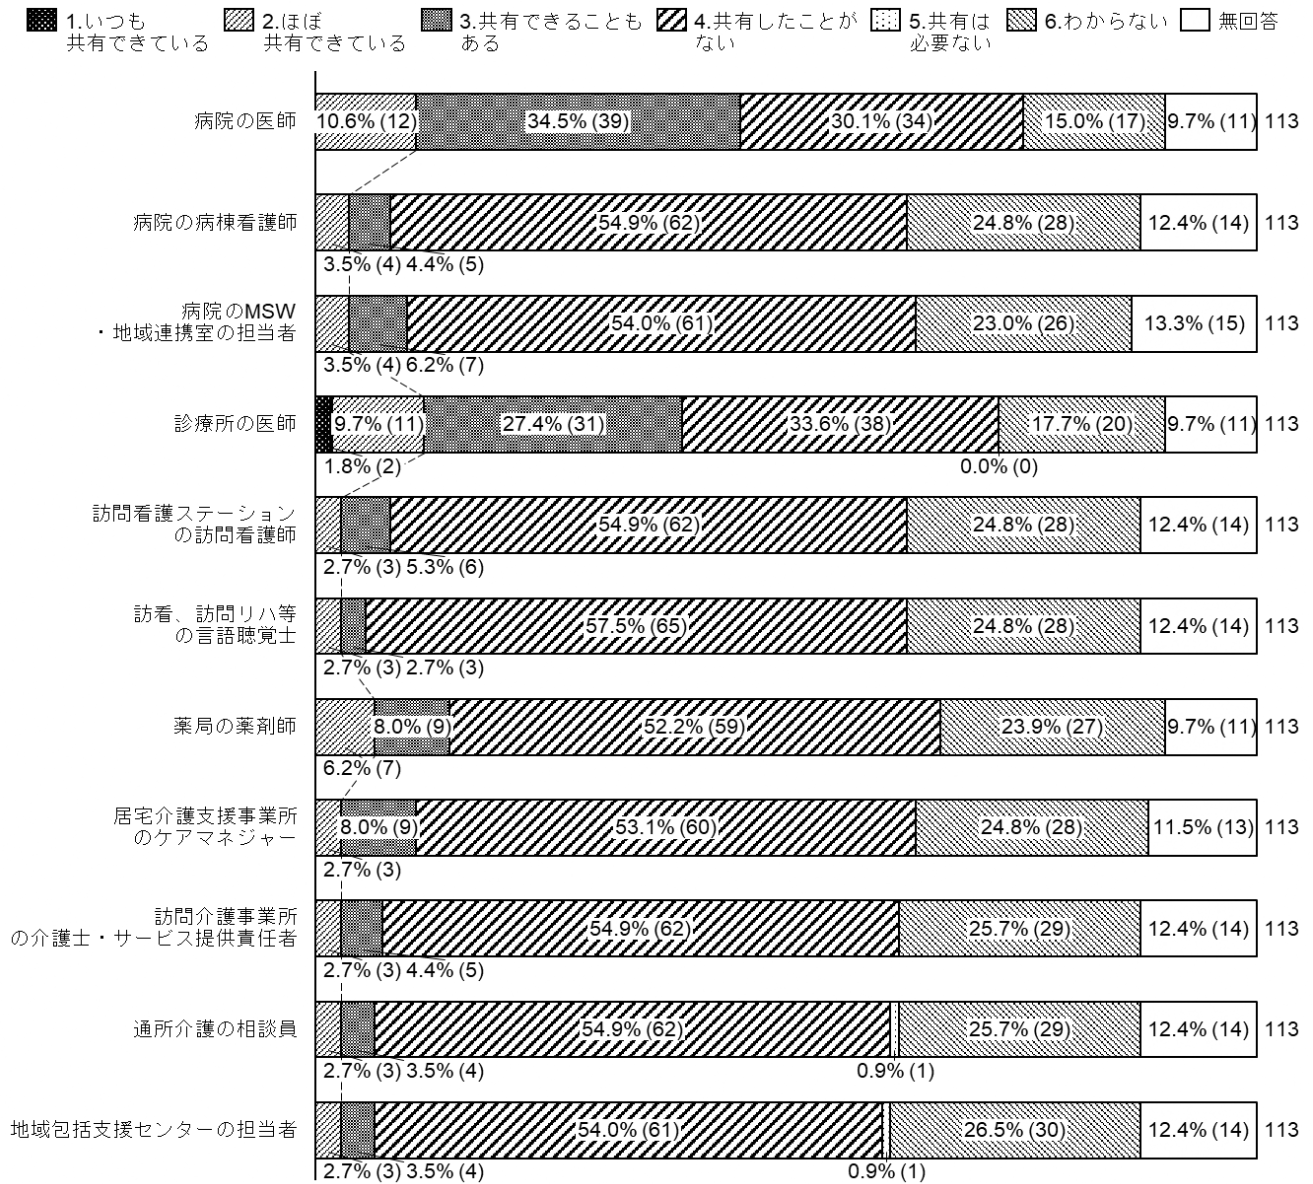 1.いつも
共有できている
2.ほぼ
共有できている
3.共有できることも
ある
4.共有したことが
ない
5.共有は
必要ない
6.わからない
無回答
病院の医師
10.6% (12) 34.5% (39) 30.1% (34) 15.0% (17) 9.7% (11) 113
病院の病棟看護師
54.9% (62) 24.8% (28) 12.4% (14) 113
3.5% (4) 4.4% (5)
病院のMSW
・地域連携室の担当者
54.0% (61) 23.0% (26) 13.3% (15) 113
3.5% (4) 6.2% (7)
診療所の医師
9.7% (11) 27.4% (31) 33.6% (38) 17.7% (20) 9.7% (11) 113
1.8% (2) 0.0% (0)
訪問看護ステーション
の訪問看護師
54.9% (62) 24.8% (28) 12.4% (14) 113
2.7% (3) 5.3% (6)
訪看、訪問リハ等
の言語聴覚士
57.5% (65) 24.8% (28) 12.4% (14) 113
2.7% (3) 2.7% (3)
薬局の薬剤師
8.0% (9) 52.2% (59) 23.9% (27) 9.7% (11) 113
6.2% (7)
居宅介護支援事業所
のケアマネジャー
8.0% (9) 53.1% (60) 24.8% (28) 11.5% (13) 113
2.7% (3)
訪問介護事業所
の介護士・サービス提供責任者
54.9% (62) 25.7% (29) 12.4% (14) 113
2.7% (3) 4.4% (5)
通所介護の相談員
54.9% (62) 25.7% (29) 12.4% (14) 113
2.7% (3) 3.5% (4) 0.9% (1)
地域包括支援センターの担当者
54.0% (61) 26.5% (30) 12.4% (14) 113
2.7% (3) 3.5% (4) 0.9% (1)